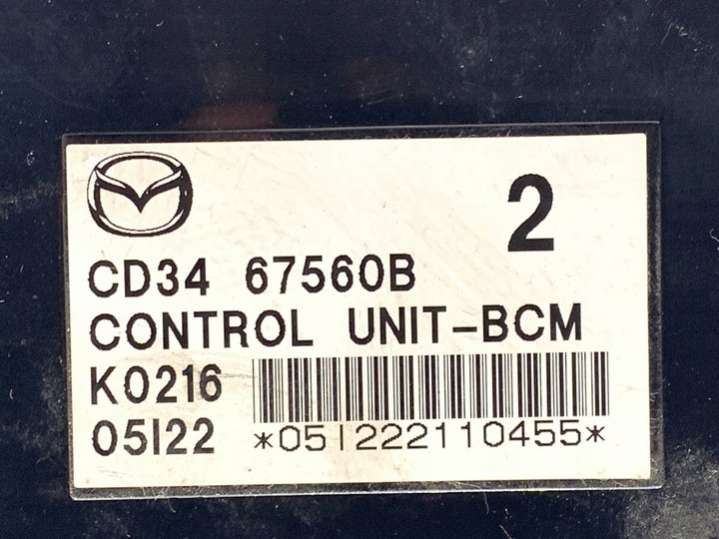 2
CD34 67560B
CONTROL UNIT-BCM
K0216
05I22 *05I222110455*